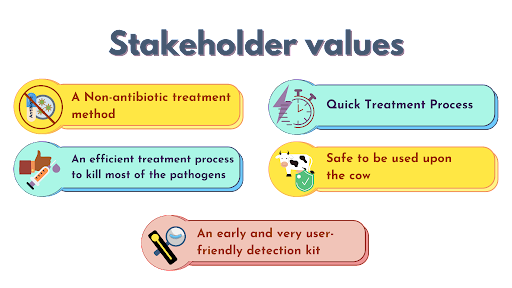 Stakeholder values
A Non-antibiotic treatment
method
Quick Treatment Process
An efficient treatment process
to kill most of the pathogens
Safe to be used upon
the cow
An early and very user-
friendly detection kit